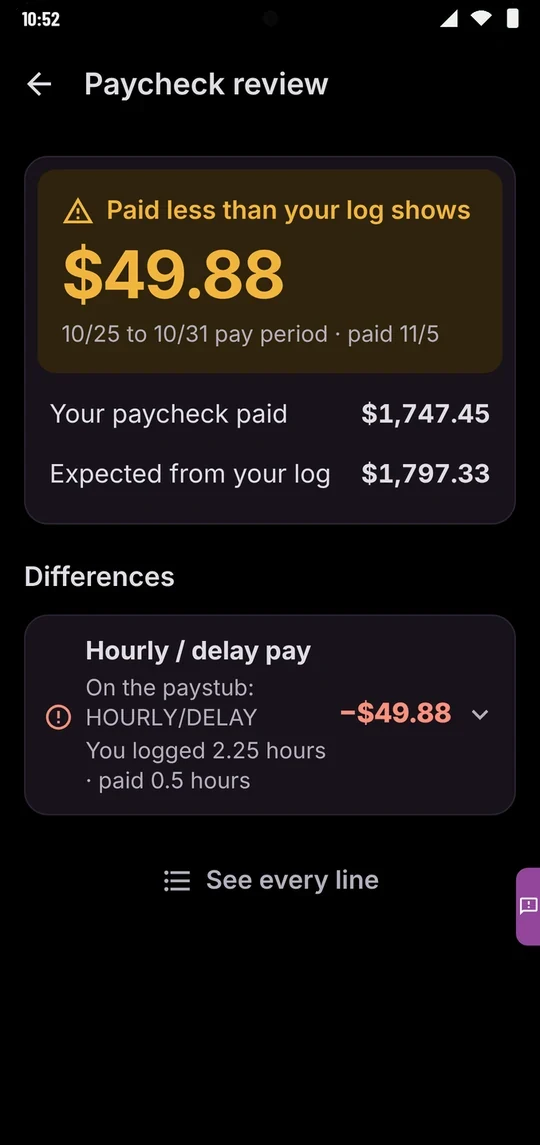 10:52
Paycheck review
Paid less than your log shows
$49.88
10/25 to 10/31 pay period · paid 11/5
Your paycheck paid $1,747.45
Expected from your log $1,797.33
Differences
Hourly / delay pay
On the paystub:
HOURLY/DELAY
−$49.88
You logged 2.25 hours
· paid 0.5 hours
See every line